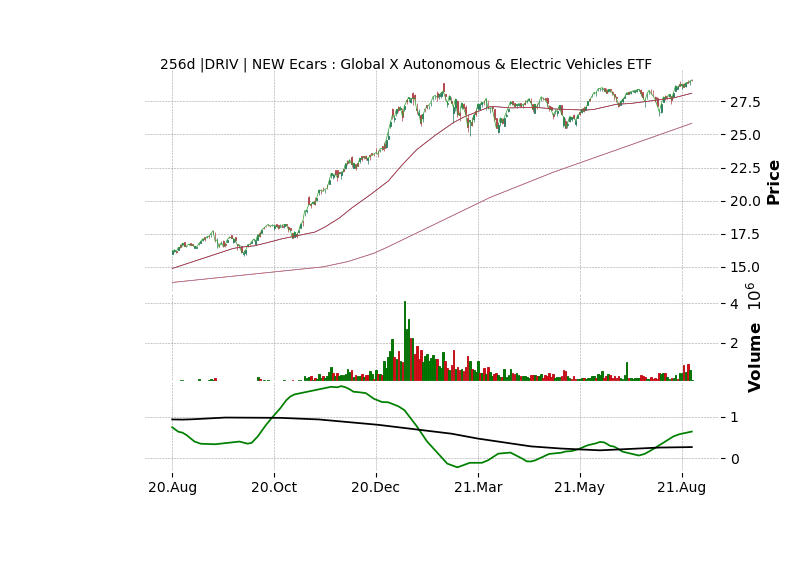 256d |DRIV | NEW Ecars : Global X Autonomous & Electric Vehicles ETF
27.5
25.0
22.5
20.0
17.5
15.0
Price
4
2
Volume 10^6
1
0
20.Aug 20.Oct 20.Dec 21.Mar 21.May 21.Aug